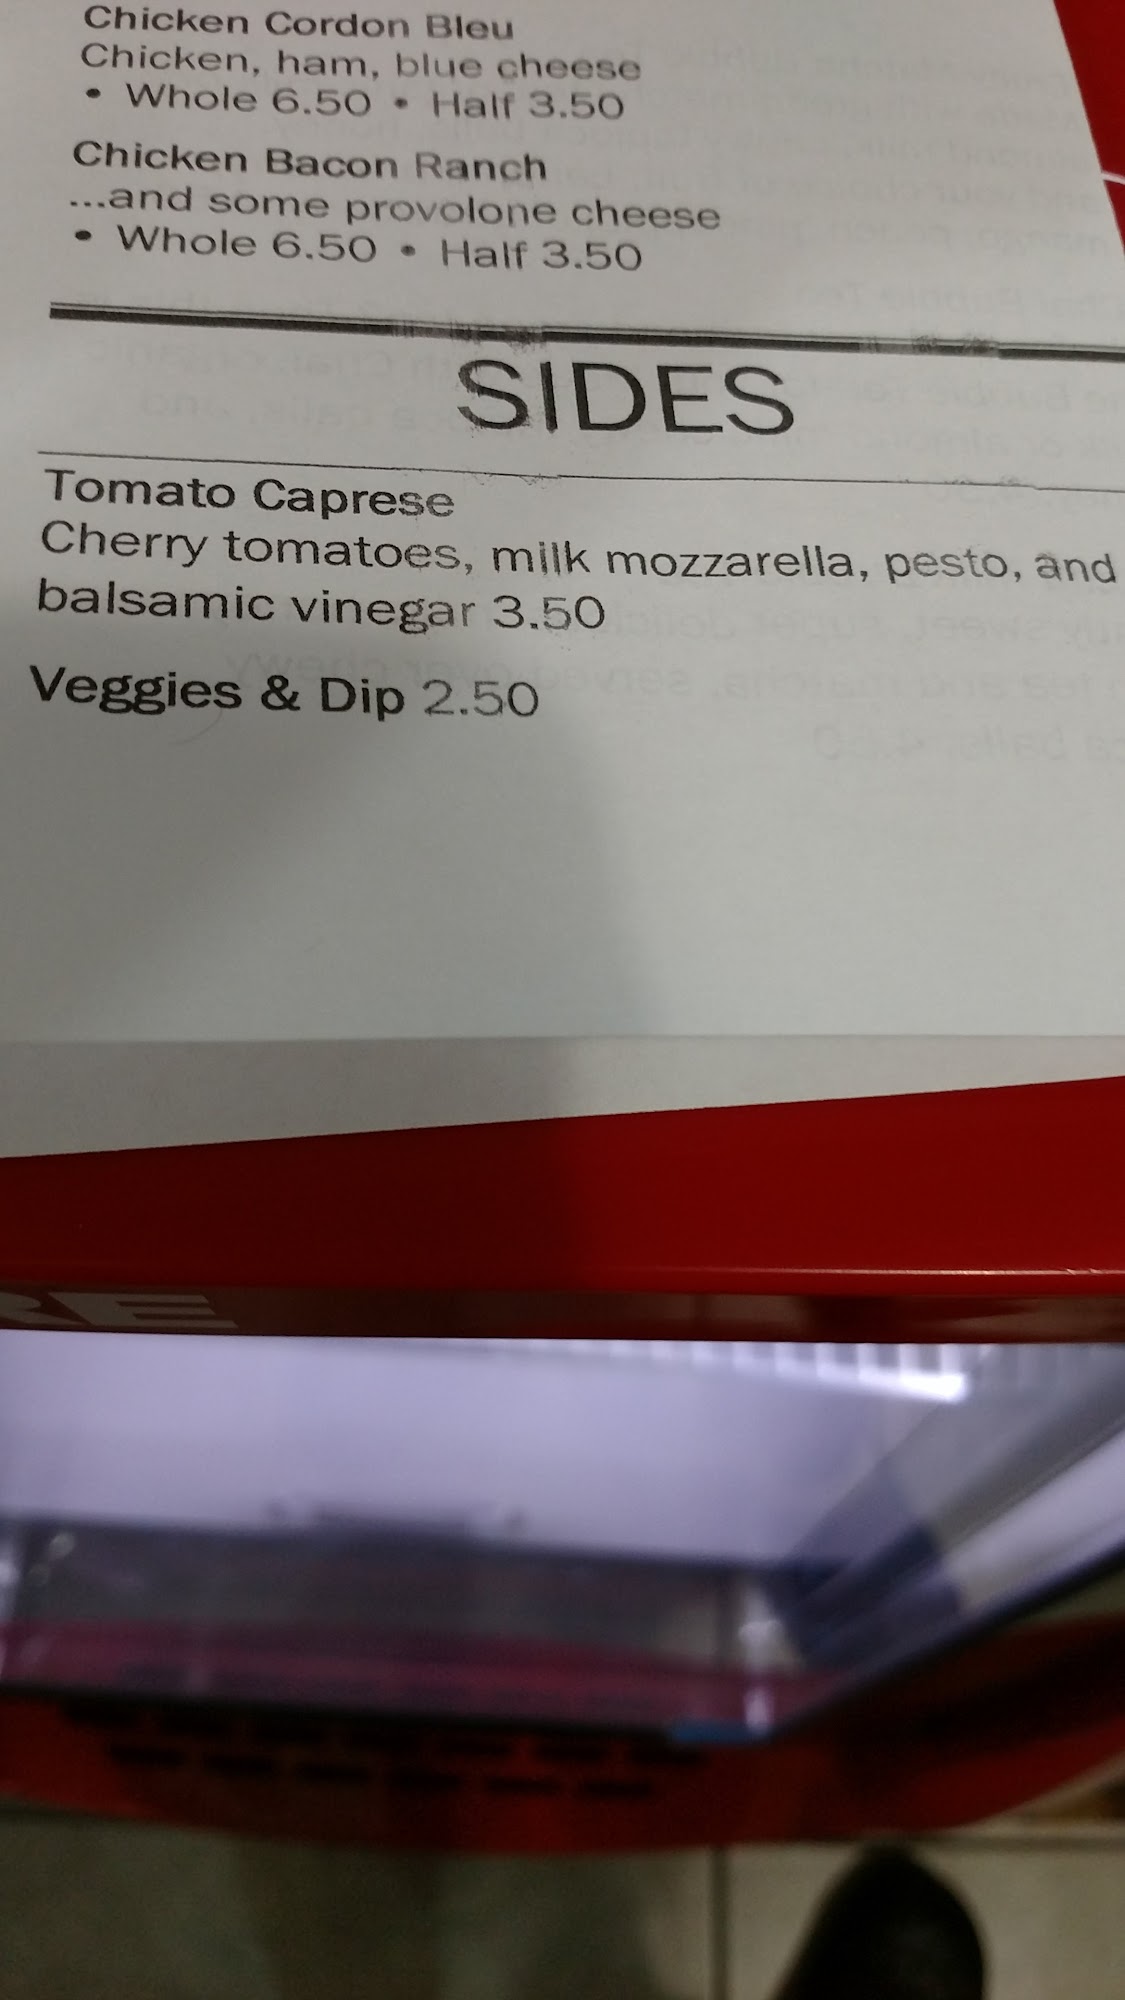 Chicken Cordon Bleu
Chicken, ham, blue cheese
• Whole 6.50 • Half 3.50
Chicken Bacon Ranch
...and some provolone cheese
• Whole 6.50 • Half 3.50
SIDES
Tomato Caprese
Cherry tomatoes, milk mozzarella, pesto, and
balsamic vinegar 3.50
Veggies & Dip 2.50